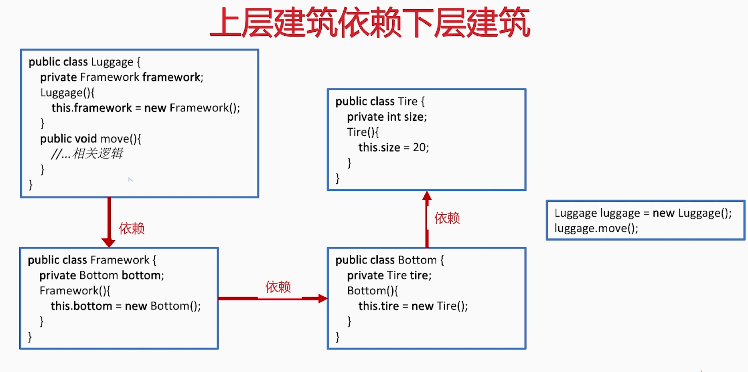 上层建筑依赖下层建筑
public class Luggage {
private Framework framework;
Luggage(){
this.framework = new Framework();
}
public void move(){
//...相关逻辑
}
}
依赖
public class Framework {
private Bottom bottom;
Framework(){
this.bottom = new Bottom();
}
}
依赖
public class Bottom {
private Tire tire;
Bottom(){
this.tire = new Tire();
}
}
依赖
public class Tire {
private int size;
Tire(){
this.size = 20;
}
}
Luggage luggage = new Luggage();
luggage.move();